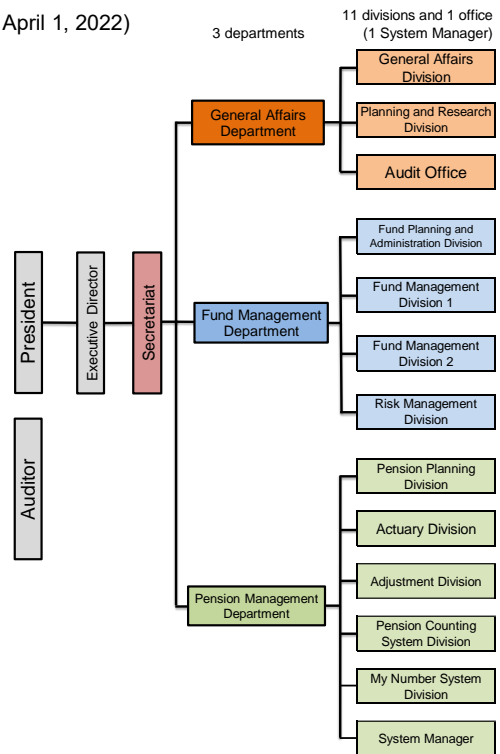 April 1, 2022)
3 departments
11 divisions and 1 office
(1 System Manager)
General Affairs
Department
General Affairs
Division
Planning and Research
Division
Audit Office
President
Executive Director
Secretariat
Auditor
Fund Management
Department
Fund Planning and
Administration Division
Fund Management
Division 1
Fund Management
Division 2
Risk Management
Division
Pension Management
Department
Pension Planning
Division
Actuary Division
Adjustment Division
Pension Counting
System Division
My Number System
Division
System Manager